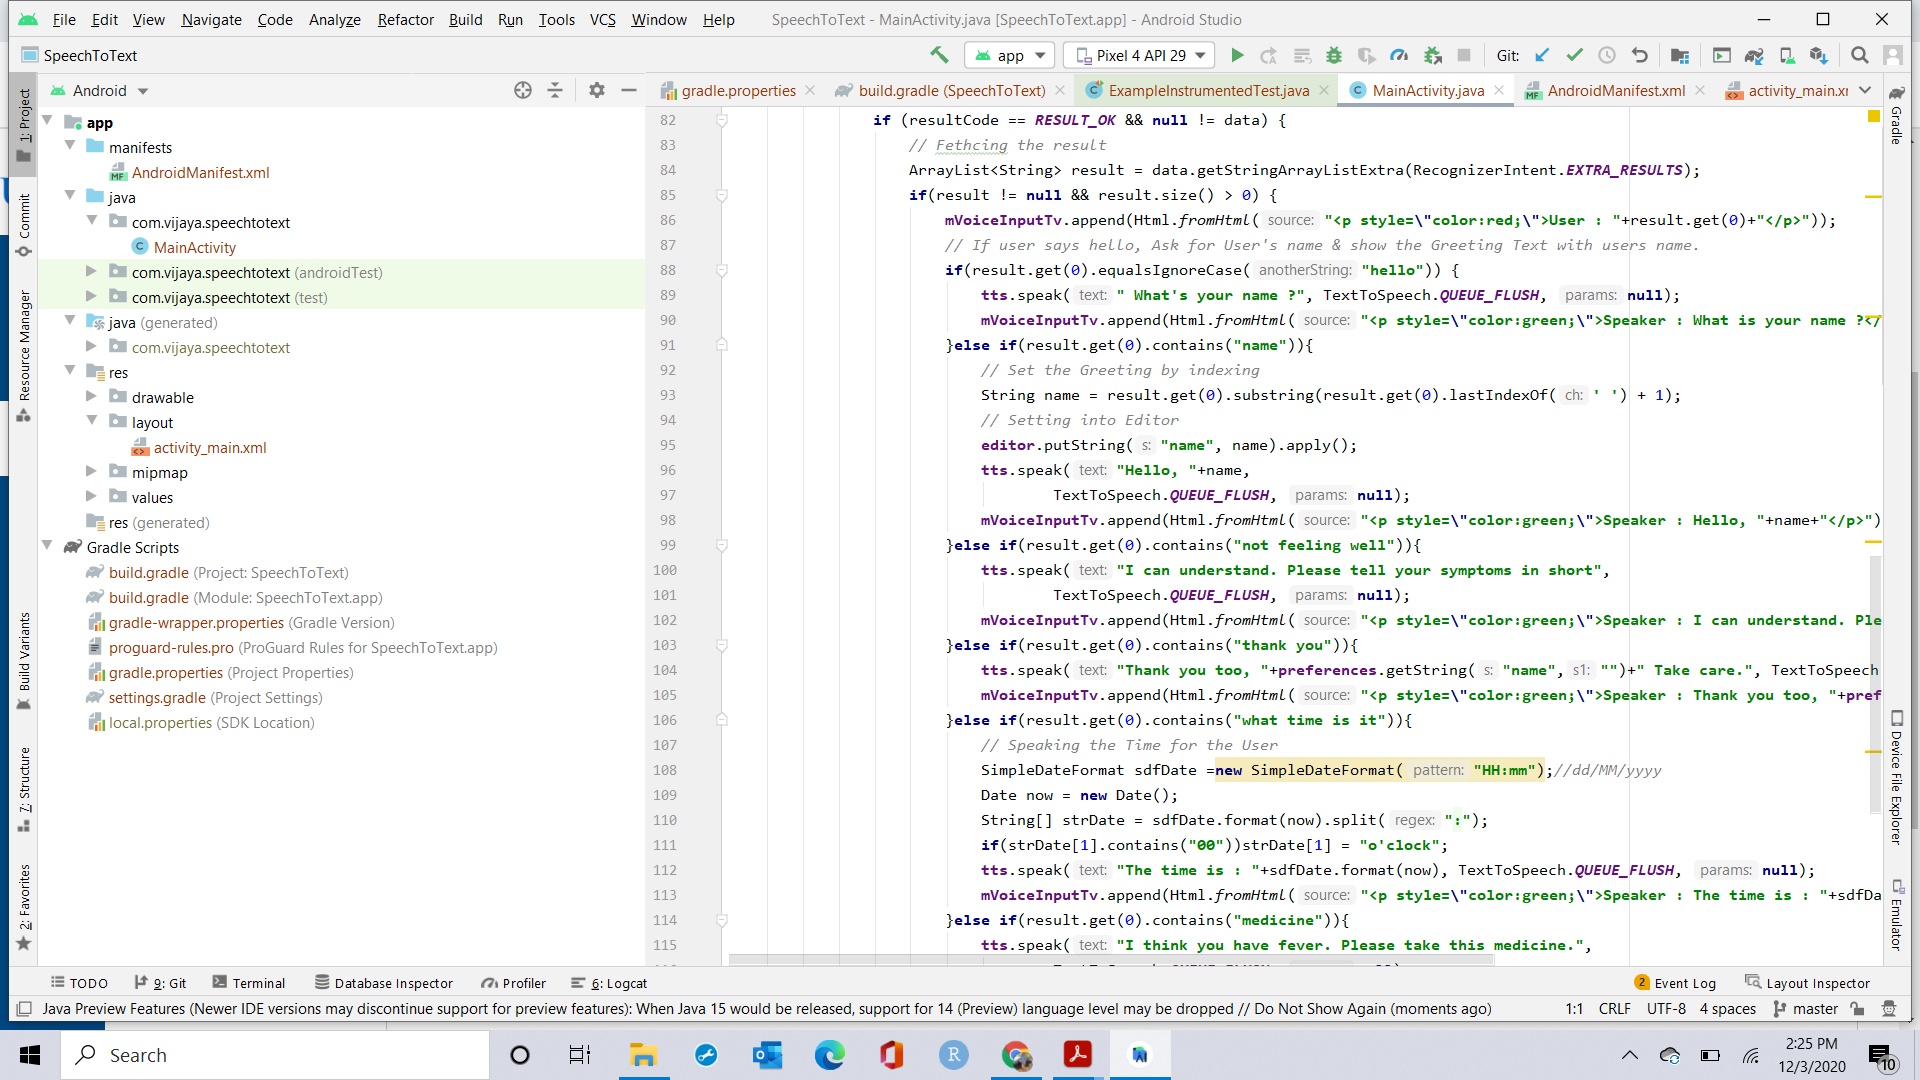 File Edit View Navigate Code Analyze Refactor Build Run Tools VCS Window Help SpeechToText - MainActivity.java [SpeechToText.app] - Android Studio
SpeechToText app Pixel 4 API 29 Git:
Android gradle.properties build.gradle (SpeechToText) ExampleInstrumentedTest.java MainActivity.java AndroidManifest.xml activity_main.xr
1: Project
Commit
Resource Manager
Build Variants
7: Structure
2: Favorites
app
manifests
AndroidManifest.xml
java
com.vijaya.speechtotext
MainActivity
com.vijaya.speechtotext (androidTest)
com.vijaya.speechtotext (test)
java (generated)
com.vijaya.speechtotext
res
drawable
layout
activity_main.xml
mipmap
values
res (generated)
Gradle Scripts
build.gradle (Project: SpeechToText)
build.gradle (Module: SpeechToText.app)
gradle-wrapper.properties (Gradle Version)
proguard-rules.pro (ProGuard Rules for SpeechToText.app)
gradle.properties (Project Properties)
settings.gradle (Project Settings)
local.properties (SDK Location)
82 if (resultCode == RESULT_OK && null != data) {
83 // Fethcing the result
84 ArrayList<String> result = data.getStringArrayListExtra(RecognizerIntent.EXTRA_RESULTS);
85 if(result != null && result.size() > 0) {
86 mVoiceInputTv.append(Html.fromHtml( source: "<p style=\"color:red;\">User : "+result.get(0)+"</p>"));
87 // If user says hello, Ask for User's name & show the Greeting Text with users name.
88 if(result.get(0).equalsIgnoreCase( anotherString: "hello")) {
89 tts.speak( text: " What's your name ?", TextToSpeech.QUEUE_FLUSH, params: null);
90 mVoiceInputTv.append(Html.fromHtml( source: "<p style=\"color:green;\">Speaker : What is your name ?</
91 }else if(result.get(0).contains("name")){
92 // Set the Greeting by indexing
93 String name = result.get(0).substring(result.get(0).lastIndexOf( ch: ' ') + 1);
94 // Setting into Editor
95 editor.putString( s: "name", name).apply();
96 tts.speak( text: "Hello, "+name,
97 TextToSpeech.QUEUE_FLUSH, params: null);
98 mVoiceInputTv.append(Html.fromHtml( source: "<p style=\"color:green;\">Speaker : Hello, "+name+"</p>")
99 }else if(result.get(0).contains("not feeling well")){
100 tts.speak( text: "I can understand. Please tell your symptoms in short",
101 TextToSpeech.QUEUE_FLUSH, params: null);
102 mVoiceInputTv.append(Html.fromHtml( source: "<p style=\"color:green;\">Speaker : I can understand. Ple
103 }else if(result.get(0).contains("thank you")){
104 tts.speak( text: "Thank you too, "+preferences.getString( s: "name", s1: "")+" Take care.", TextToSpeech
105 mVoiceInputTv.append(Html.fromHtml( source: "<p style=\"color:green;\">Speaker : Thank you too, "+pref
106 }else if(result.get(0).contains("what time is it")){
107 // Speaking the Time for the User
108 SimpleDateFormat sdfDate =new SimpleDateFormat( pattern: "HH:mm");//dd/MM/yyyy
109 Date now = new Date();
110 String[] strDate = sdfDate.format(now).split( regex: ":");
111 if(strDate[1].contains("00"))strDate[1] = "o'clock";
112 tts.speak( text: "The time is : "+sdfDate.format(now), TextToSpeech.QUEUE_FLUSH, params: null);
113 mVoiceInputTv.append(Html.fromHtml( source: "<p style=\"color:green;\">Speaker : The time is : "+sdfDa
114 }else if(result.get(0).contains("medicine")){
115 tts.speak( text: "I think you have fever. Please take this medicine.",
Gradle
Device File Explorer
Emulator
TODO 9: Git Terminal Database Inspector Profiler 6: Logcat 2 Event Log Layout Inspector
Java Preview Features (Newer IDE versions may discontinue support for preview features): When Java 15 would be released, support for 14 (Preview) language level may be dropped // Do Not Show Again (moments ago) 1:1 CRLF UTF-8 4 spaces master
Search 2:25 PM
12/3/2020 10